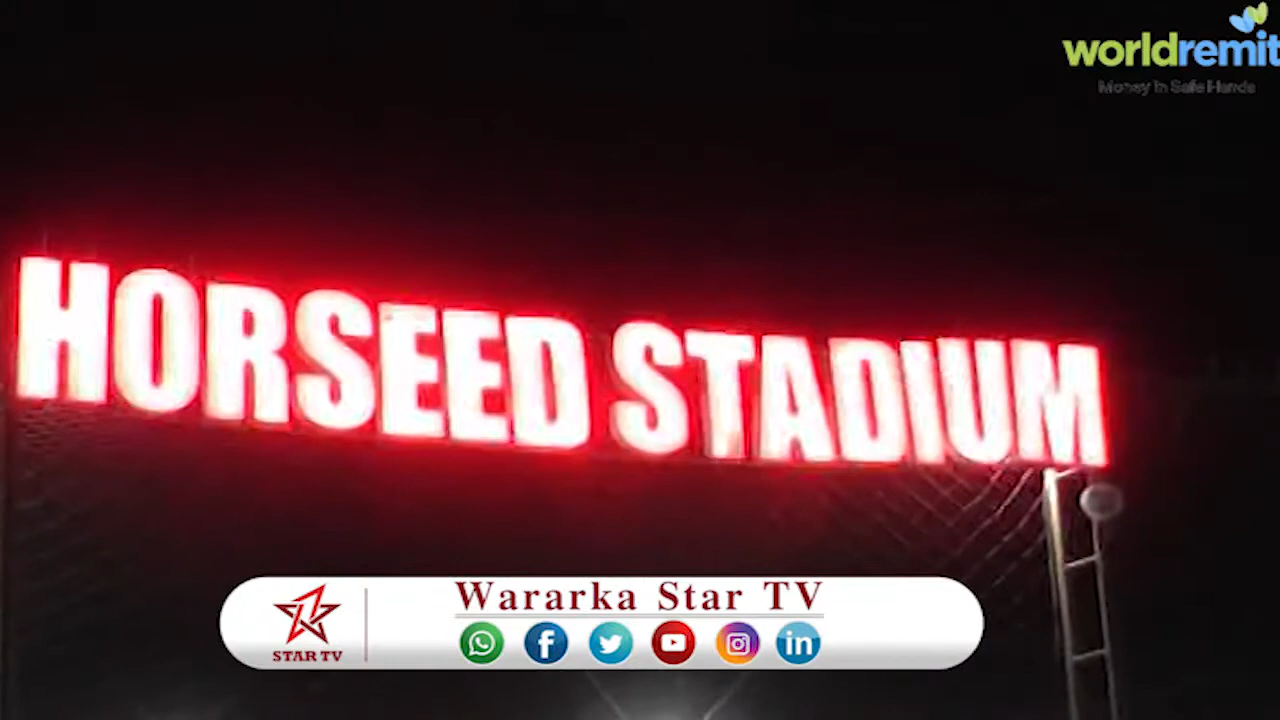 worldremit
Money in Safe Hands
HORSEED STADIUM
Wararka Star TV
STAR TV